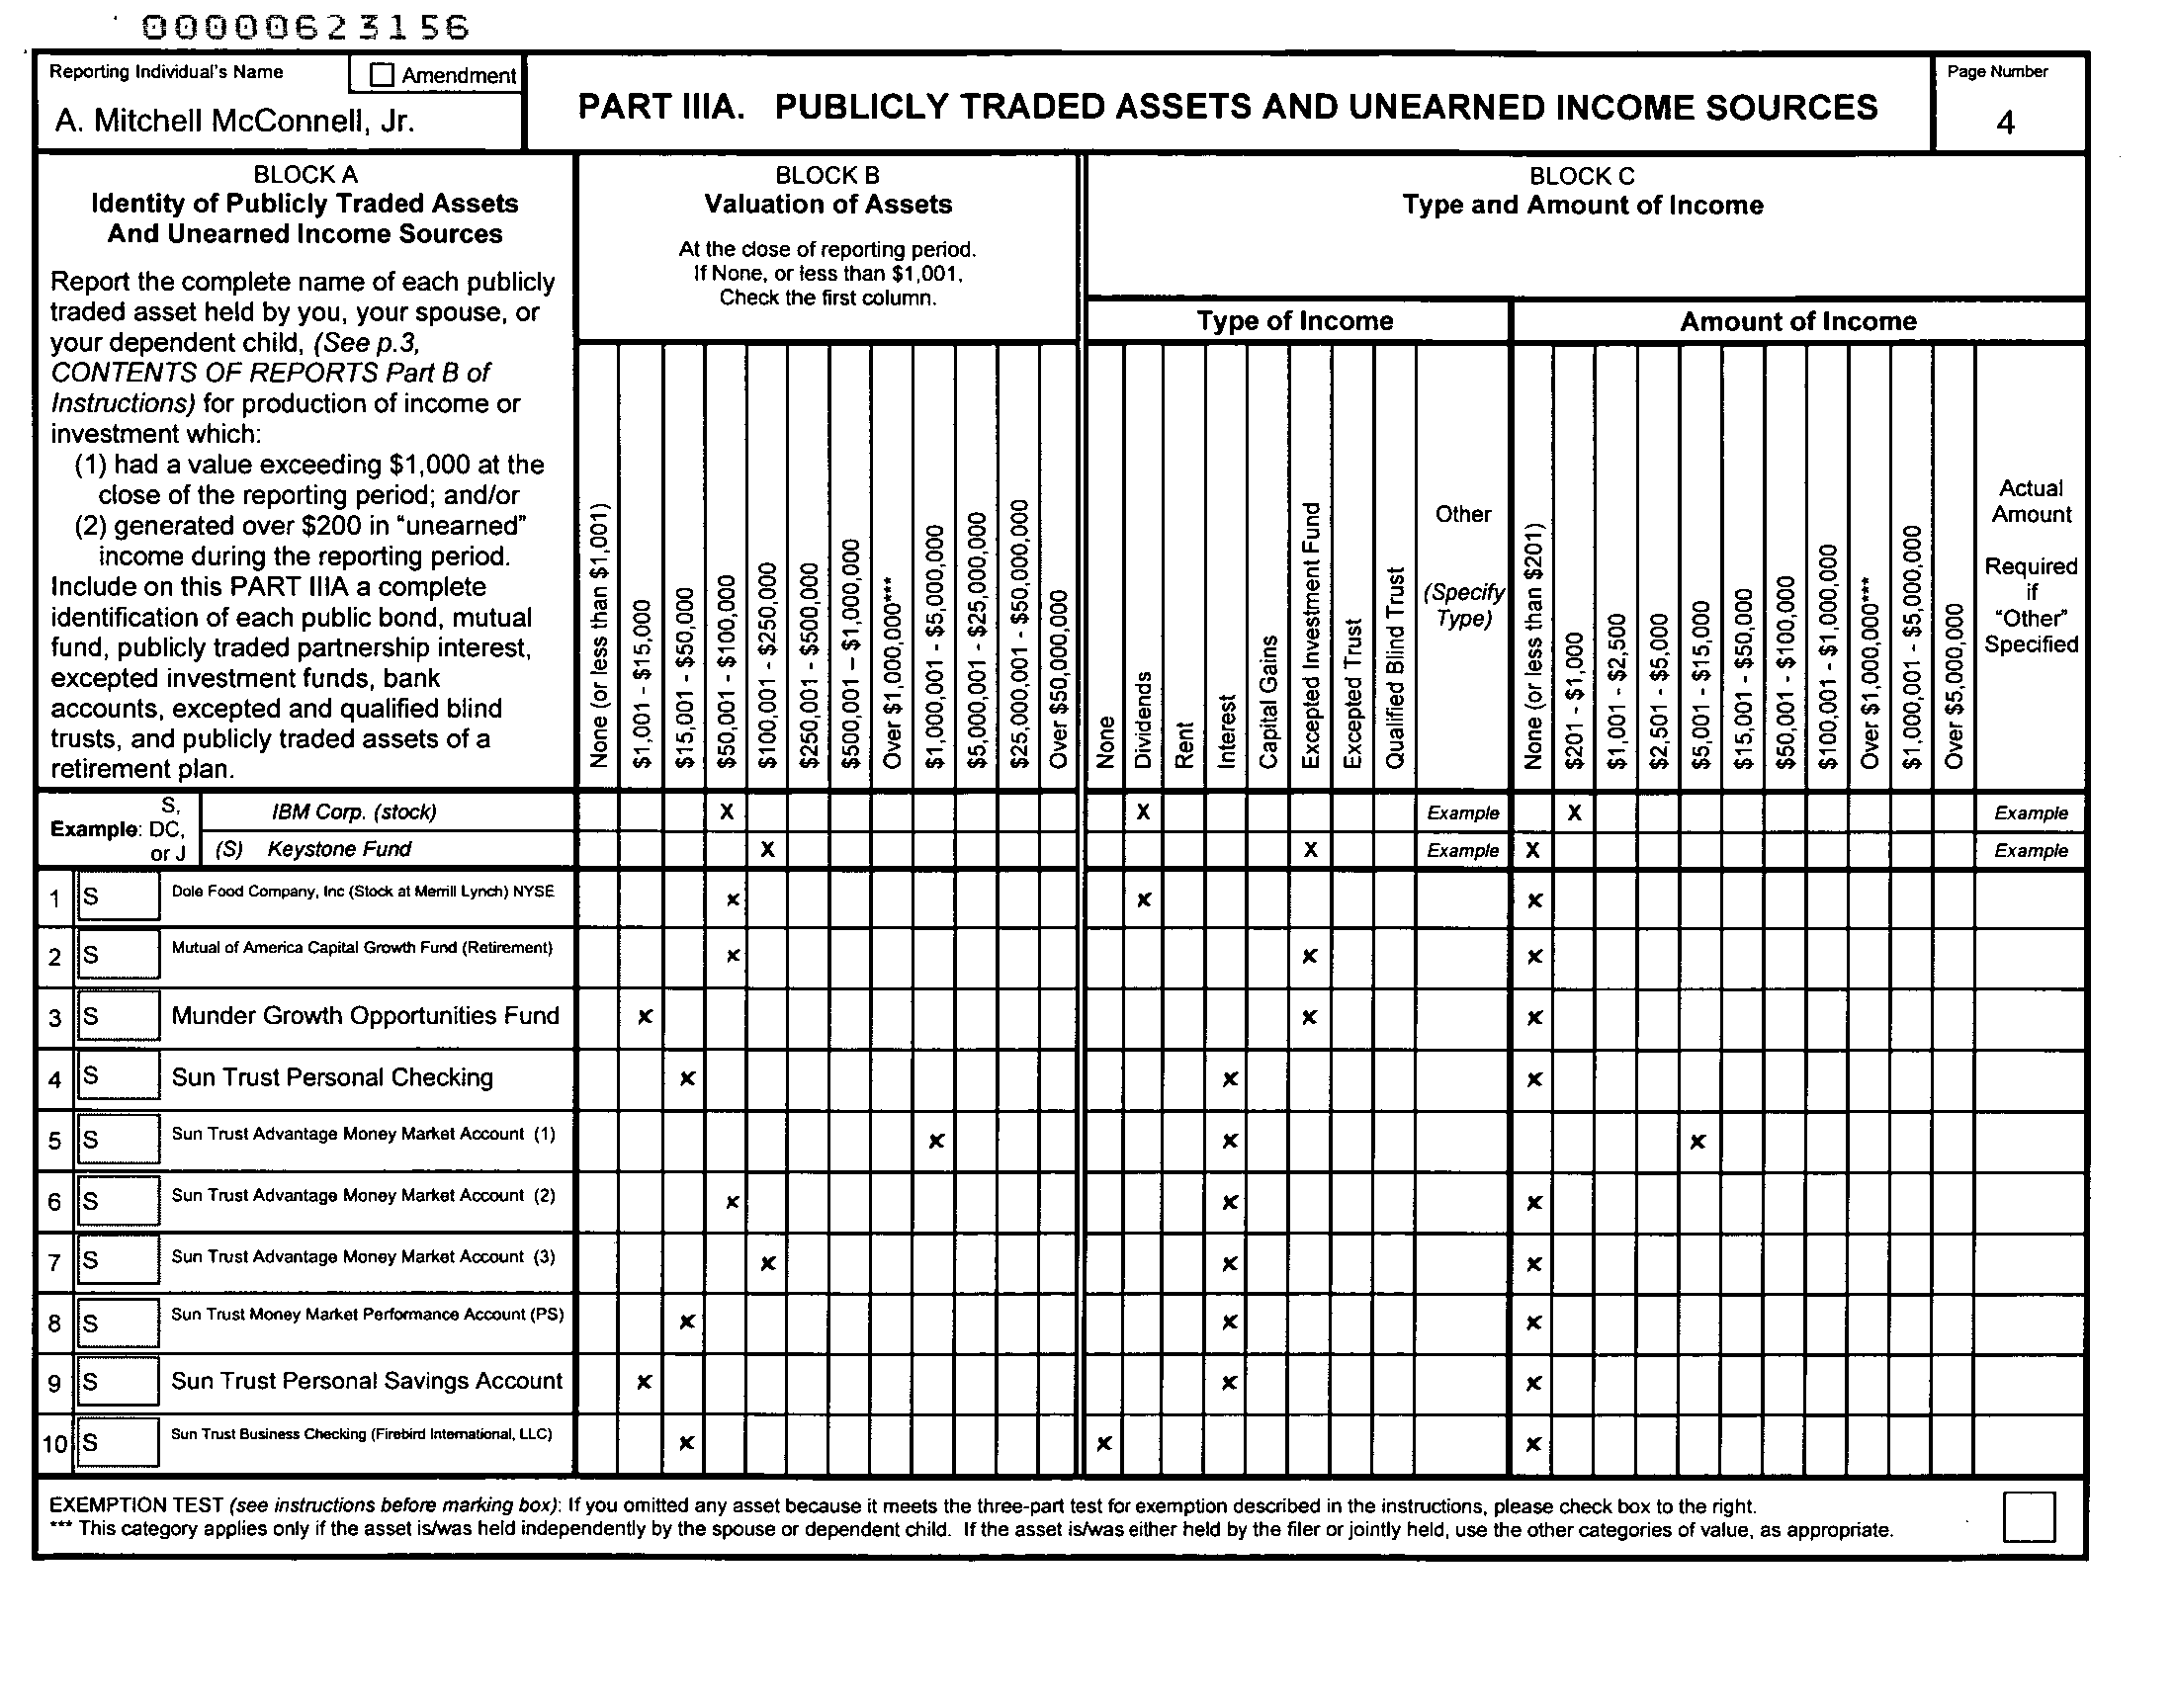 00000623156
Reporting Individual's Name
Amendment
A. Mitchell McConnell, Jr.
PART IIIA. PUBLICLY TRADED ASSETS AND UNEARNED INCOME SOURCES
Page Number
4
BLOCK A
Identity of Publicly Traded Assets
And Unearned Income Sources
Report the complete name of each publicly
traded asset held by you, your spouse, or
your dependent child, (See p.3,
CONTENTS OF REPORTS Part B of
Instructions) for production of income or
investment which:
(1) had a value exceeding $1,000 at the
close of the reporting period; and/or
(2) generated over $200 in "unearned"
income during the reporting period.
Include on this PART IIIA a complete
identification of each public bond, mutual
fund, publicly traded partnership interest,
excepted investment funds, bank
accounts, excepted and qualified blind
trusts, and publicly traded assets of a
retirement plan.
BLOCK B
Valuation of Assets
At the close of reporting period.
If None, or less than $1,001,
Check the first column.
None (or less than $1,001)
$1,001 - $15,000
$15,001 - $50,000
$50,001 - $100,000
$100,001 - $250,000
$250,001 - $500,000
$500,001 – $1,000,000
Over $1,000,000***
$1,000,001 - $5,000,000
$5,000,001 - $25,000,000
$25,000,001 - $50,000,000
Over $50,000,000
BLOCK C
Type and Amount of Income
Type of Income
None
Dividends
Rent
Interest
Capital Gains
Excepted Investment Fund
Excepted Trust
Qualified Blind Trust
Other
(Specify
Type)
Amount of Income
None (or less than $201)
$201 - $1,000
$1,001 - $2,500
$2,501 - $5,000
$5,001 - $15,000
$15,001 - $50,000
$50,001 - $100,000
$100,001 - $1,000,000
Over $1,000,000***
$1,000,001 - $5,000,000
Over $5,000,000
Actual
Amount
Required
if
"Other"
Specified
Example: S, DC, or J
IBM Corp. (stock) X X Example X Example
(S) Keystone Fund X X Example X Example
1 S Dole Food Company, Inc (Stock at Merrill Lynch) NYSE x x x
2 S Mutual of America Capital Growth Fund (Retirement) x x x
3 S Munder Growth Opportunities Fund x x x
4 S Sun Trust Personal Checking x x x
5 S Sun Trust Advantage Money Market Account (1) x x x
6 S Sun Trust Advantage Money Market Account (2) x x x
7 S Sun Trust Advantage Money Market Account (3) x x x
8 S Sun Trust Money Market Performance Account (PS) x x x
9 S Sun Trust Personal Savings Account x x x
10 S Sun Trust Business Checking (Firebird International, LLC) x x x
EXEMPTION TEST (see instructions before marking box): If you omitted any asset because it meets the three-part test for exemption described in the instructions, please check box to the right.
*** This category applies only if the asset is/was held independently by the spouse or dependent child. If the asset is/was either held by the filer or jointly held, use the other categories of value, as appropriate.